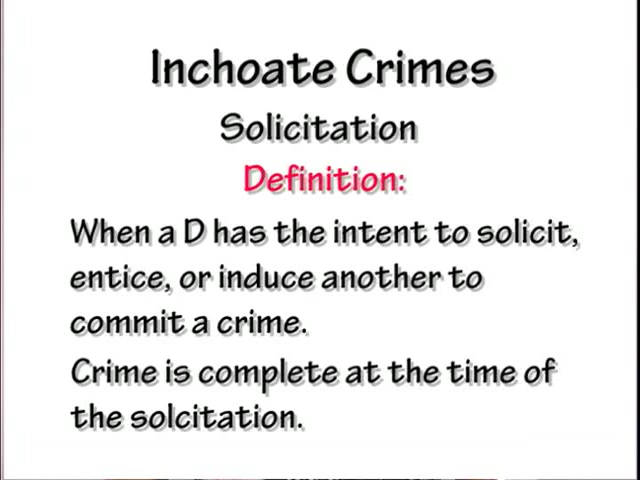 Inchoate Crimes
Solicitation
Definition:
When a D has the intent to solicit,
entice, or induce another to
commit a crime.
Crime is complete at the time of
the solcitation.